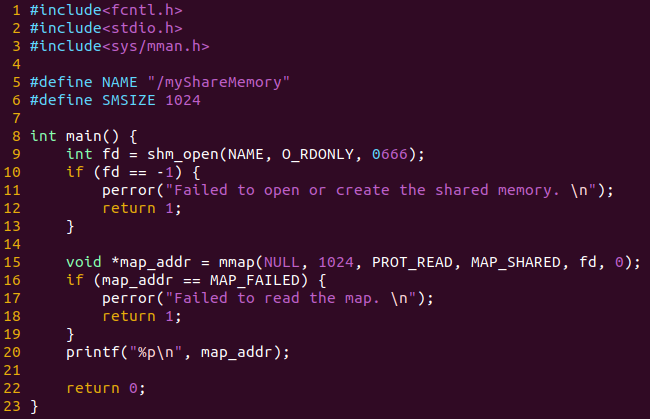 1 #include<fcntl.h>
2 #include<stdio.h>
3 #include<sys/mman.h>
4
5 #define NAME "/myShareMemory"
6 #define SMSIZE 1024
7
8 int main() {
9     int fd = shm_open(NAME, O_RDONLY, 0666);
10     if (fd == -1) {
11         perror("Failed to open or create the shared memory. \n");
12         return 1;
13     }
14
15     void *map_addr = mmap(NULL, 1024, PROT_READ, MAP_SHARED, fd, 0);
16     if (map_addr == MAP_FAILED) {
17         perror("Failed to read the map. \n");
18         return 1;
19     }
20     printf("%p\n", map_addr);
21
22     return 0;
23 }